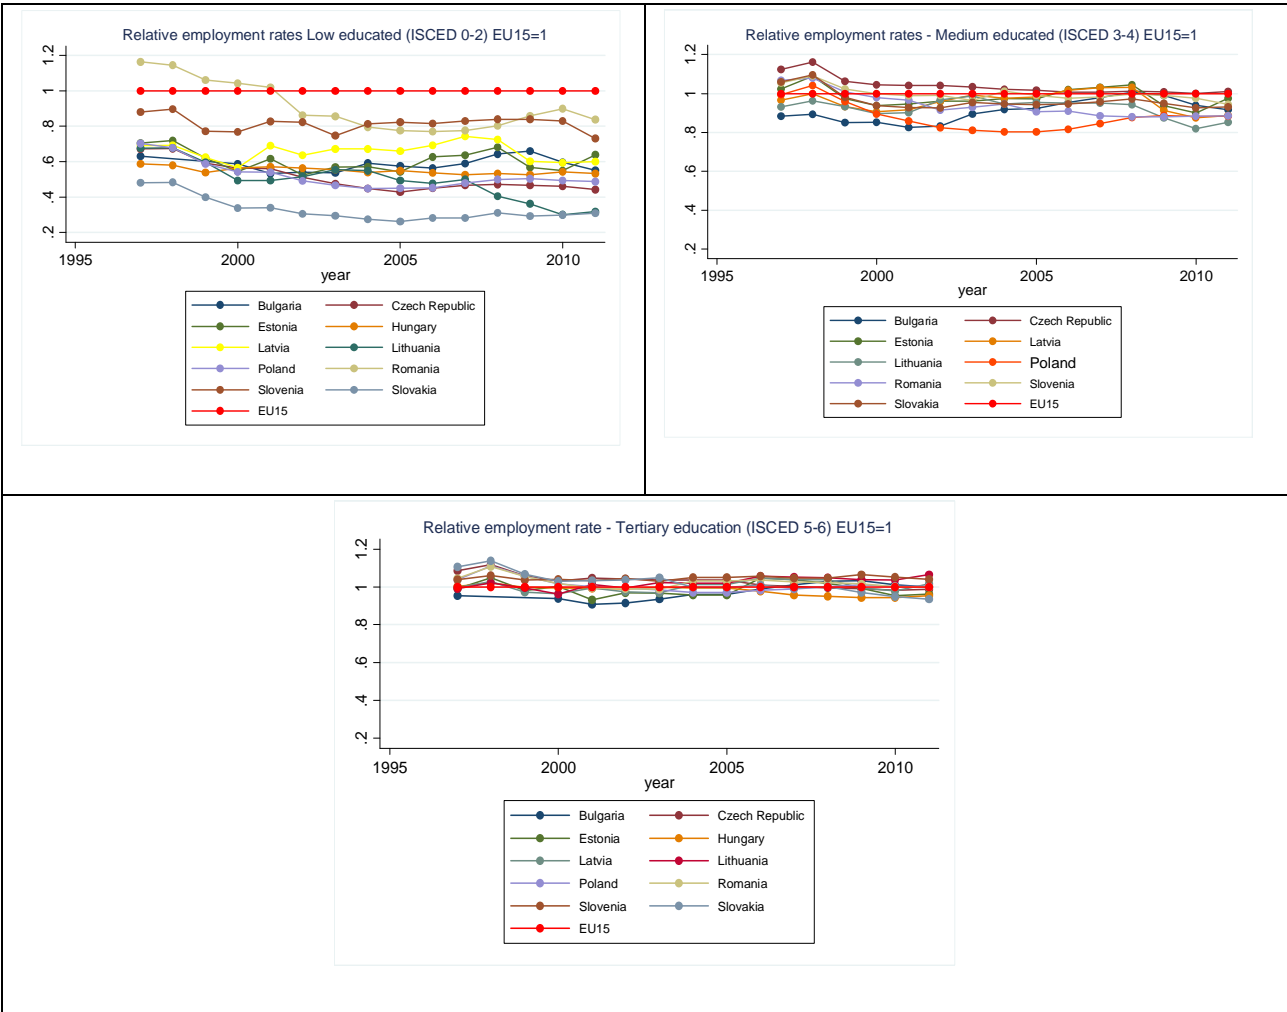 Relative employment rates Low educated (ISCED 0-2) EU15=1
1.2
1
.8
.6
.4
.2
1995 2000 2005 2010
year
Bulgaria Czech Republic
Estonia Hungary
Latvia Lithuania
Poland Romania
Slovenia Slovakia
EU15
Relative employment rates - Medium educated (ISCED 3-4) EU15=1
1.2
1
.8
.6
.4
.2
1995 2000 2005 2010
year
Bulgaria Czech Republic
Estonia Latvia
Lithuania Poland
Romania Slovenia
Slovakia EU15
Relative employment rate - Tertiary education (ISCED 5-6) EU15=1
1.2
1
.8
.6
.4
.2
1995 2000 2005 2010
year
Bulgaria Czech Republic
Estonia Hungary
Latvia Lithuania
Poland Romania
Slovenia Slovakia
EU15